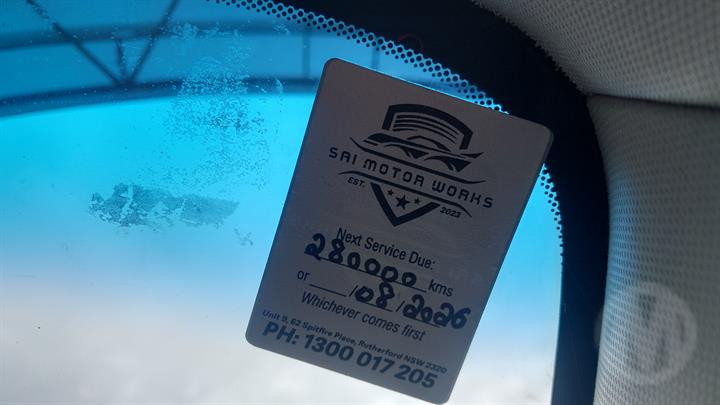 SAI MOTOR WORKS
EST. 2023
Next Service Due:
280000 kms
or ___/08/2026
Whichever comes first
Unit 9, 62 Spitfire Place, Rutherford NSW 2320
PH: 1300 017 205